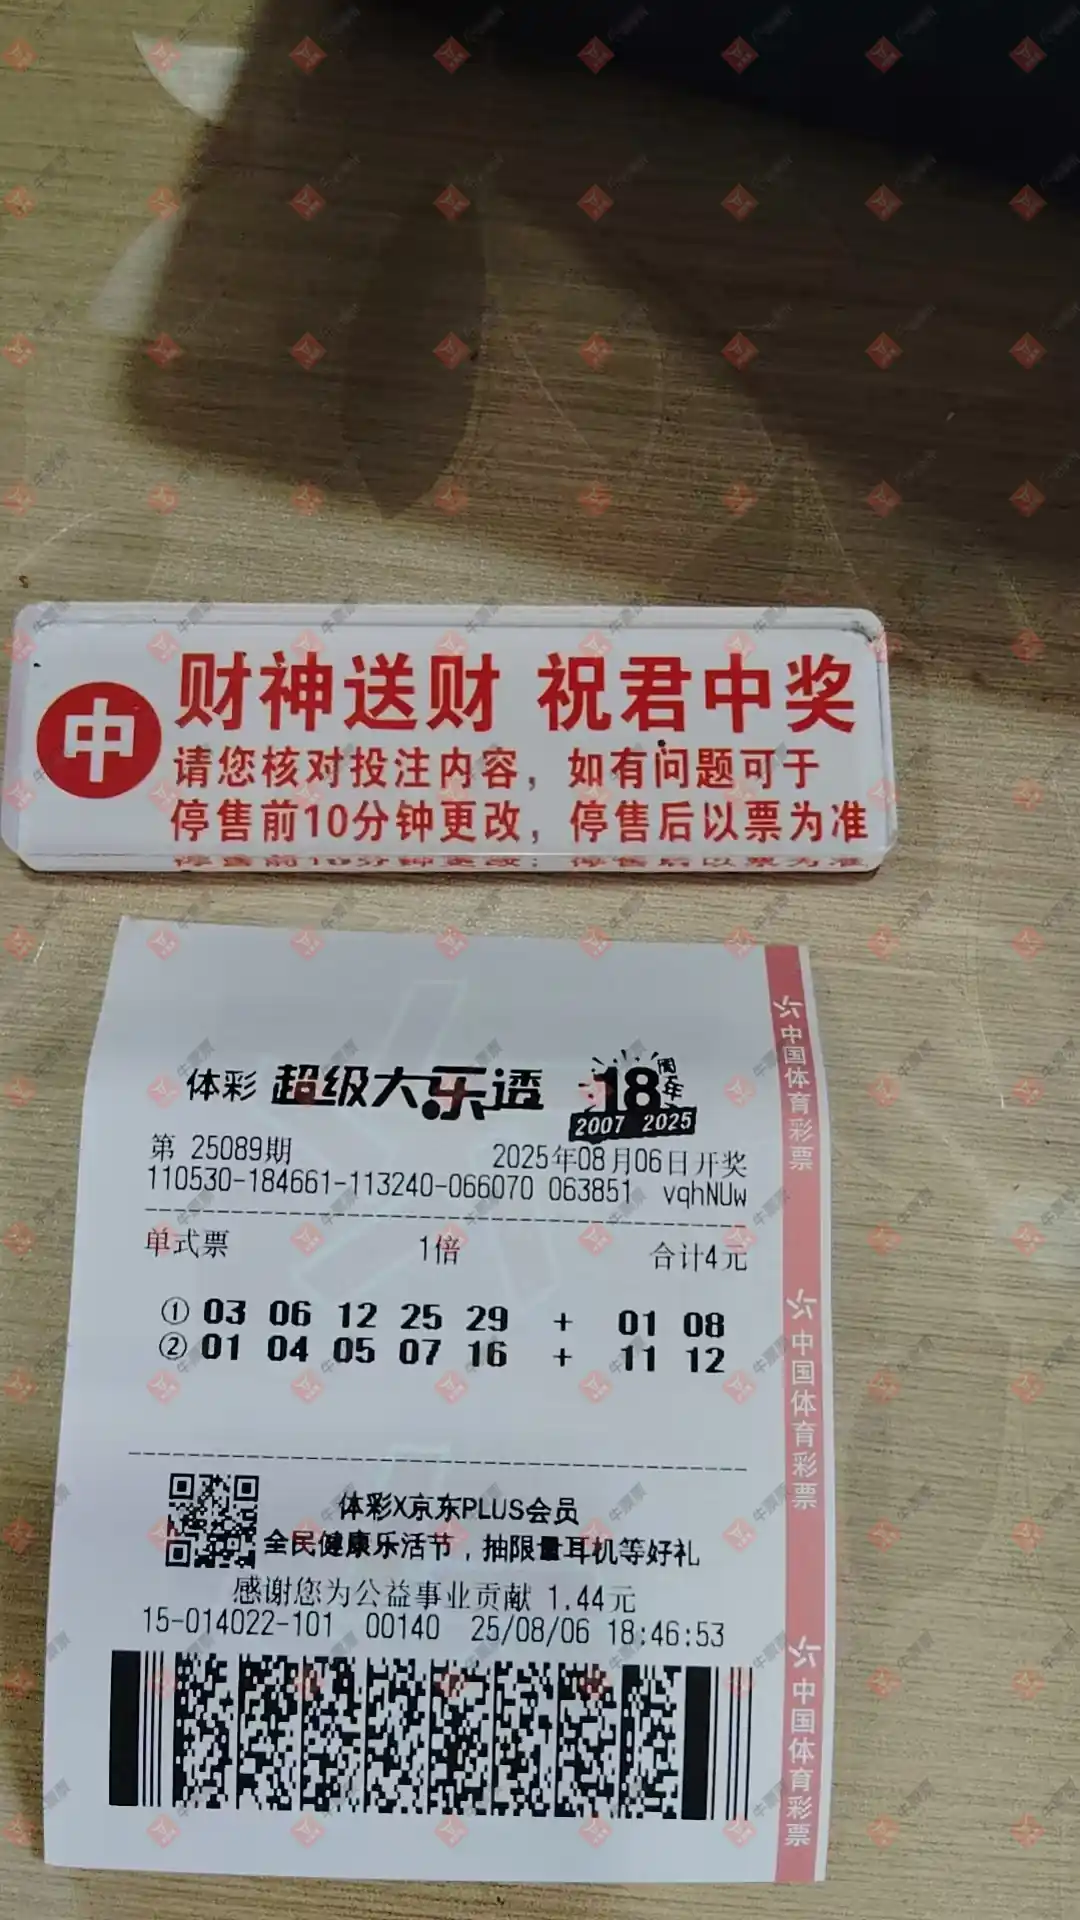 中
财神送财 祝君中奖
请您核对投注内容，如有问题可于
停售前10分钟更改，停售后以票为准
体彩 超级大乐透 18周年
2007 2025
第 25089期 2025年08月06日开奖
110530-184661-113240-066070 063851 vqhNUw
单式票 1倍 合计4元
① 03 06 12 25 29 + 01 08
② 01 04 05 07 16 + 11 12
体彩X京东PLUS会员
全民健康乐活节，抽限量耳机等好礼
感谢您为公益事业贡献 1.44元
15-014022-101 00140 25/08/06 18:46:53
中国体育彩票
中国体育彩票
中国体育彩票